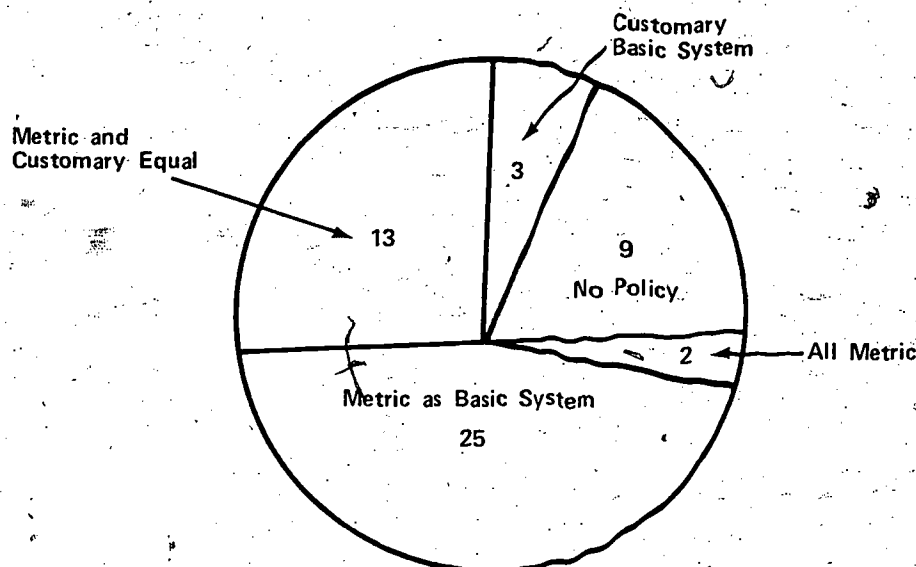 Customary
Basic System
Metric and
Customary Equal
3
13
9
No Policy
2
All Metric
Metric as Basic System
25